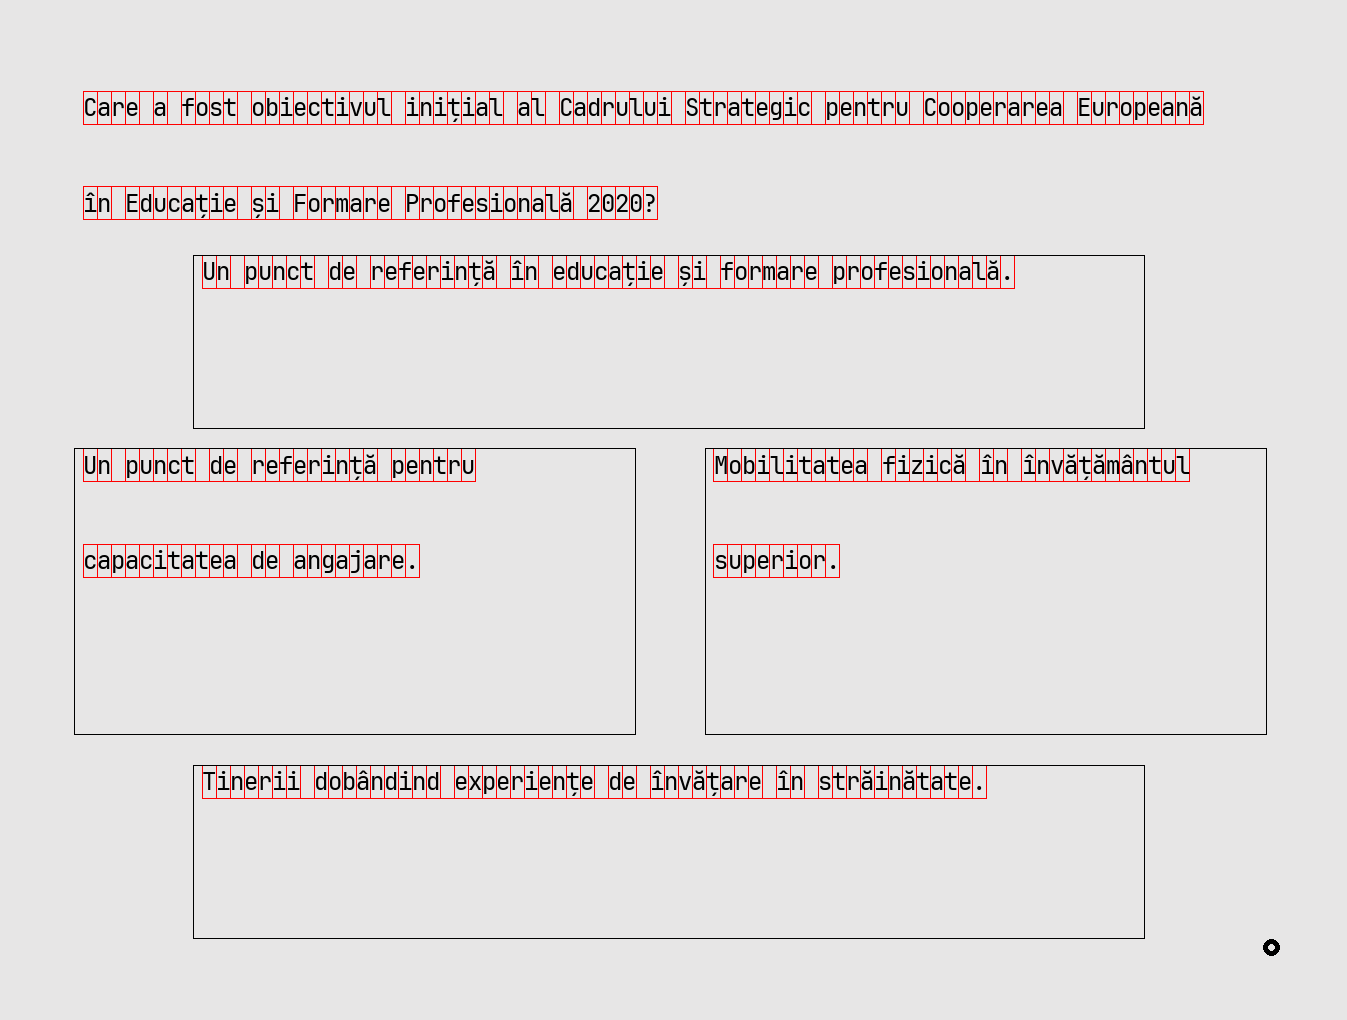 Care a fost obiectivul inițial al Cadrului Strategic pentru Cooperarea Europeană
în Educație și Formare Profesională 2020?
Un punct de referință în educație și formare profesională.
Un punct de referință pentru
capacitatea de angajare.
Mobilitatea fizică în învățământul
superior.
Tinerii dobândind experiențe de învățare în străinătate.